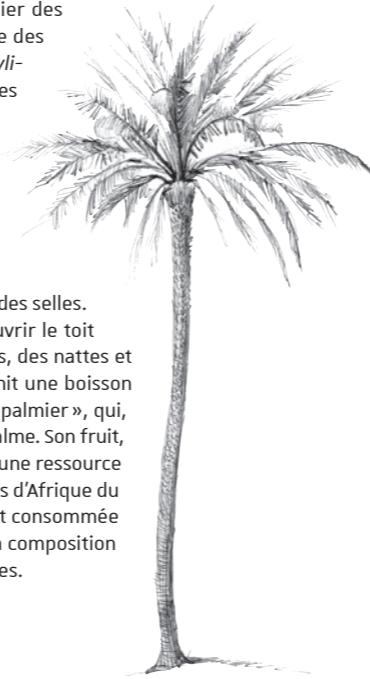 ier des
e des
yli-
es
des selles.
uvrir le toit
s, des nattes et
nit une boisson
palmier », qui,
alme. Son fruit,
une ressource
s d'Afrique du
t consommée
a composition
es.